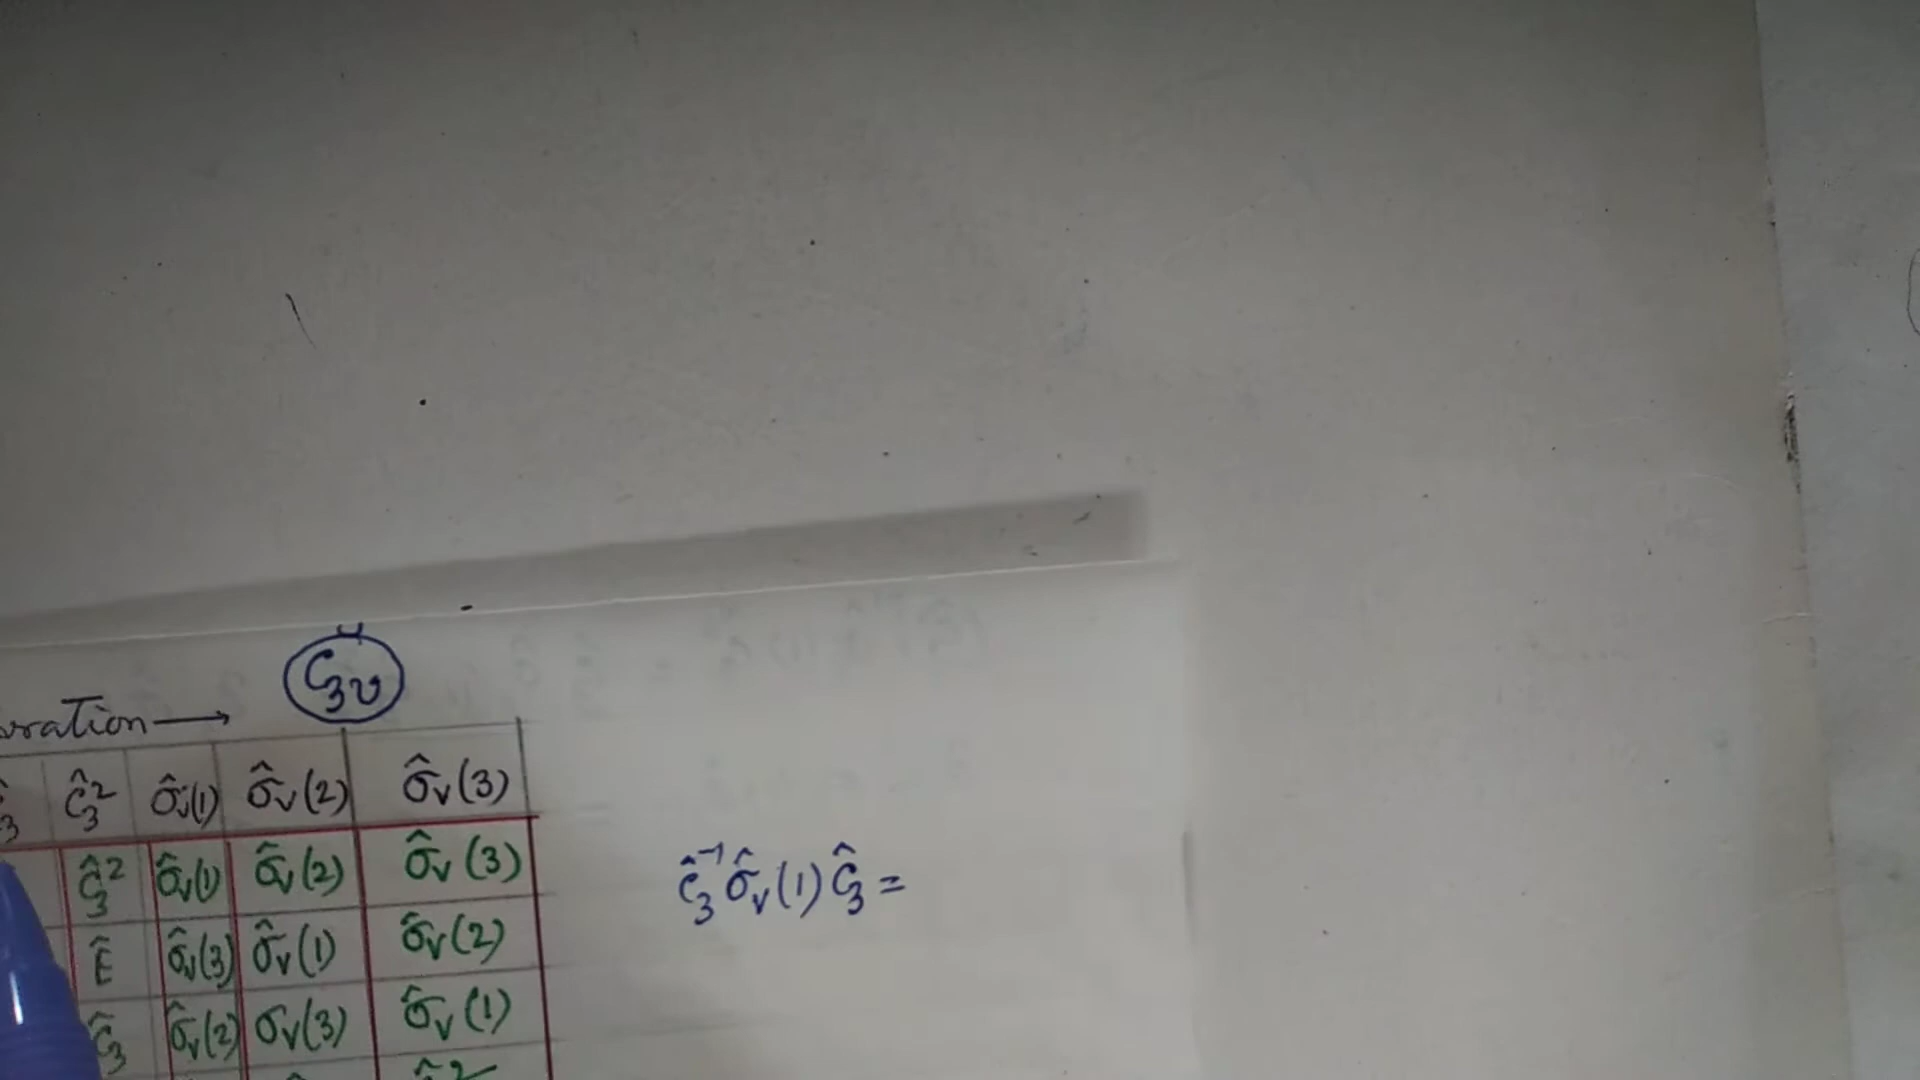 C₃v
ration →
Ĉ₃² σ̂v(1) σ̂v(2) σ̂v(3)
Ĉ₃² σ̂v(1) σ̂v(2) σ̂v(3)
Ĉ₃⁻¹ σ̂v(1) Ĉ₃ =
Ê σ̂v(3) σ̂v(1) σ̂v(2)
Ĉ₃ σ̂v(2) σv(3) σ̂v(1)